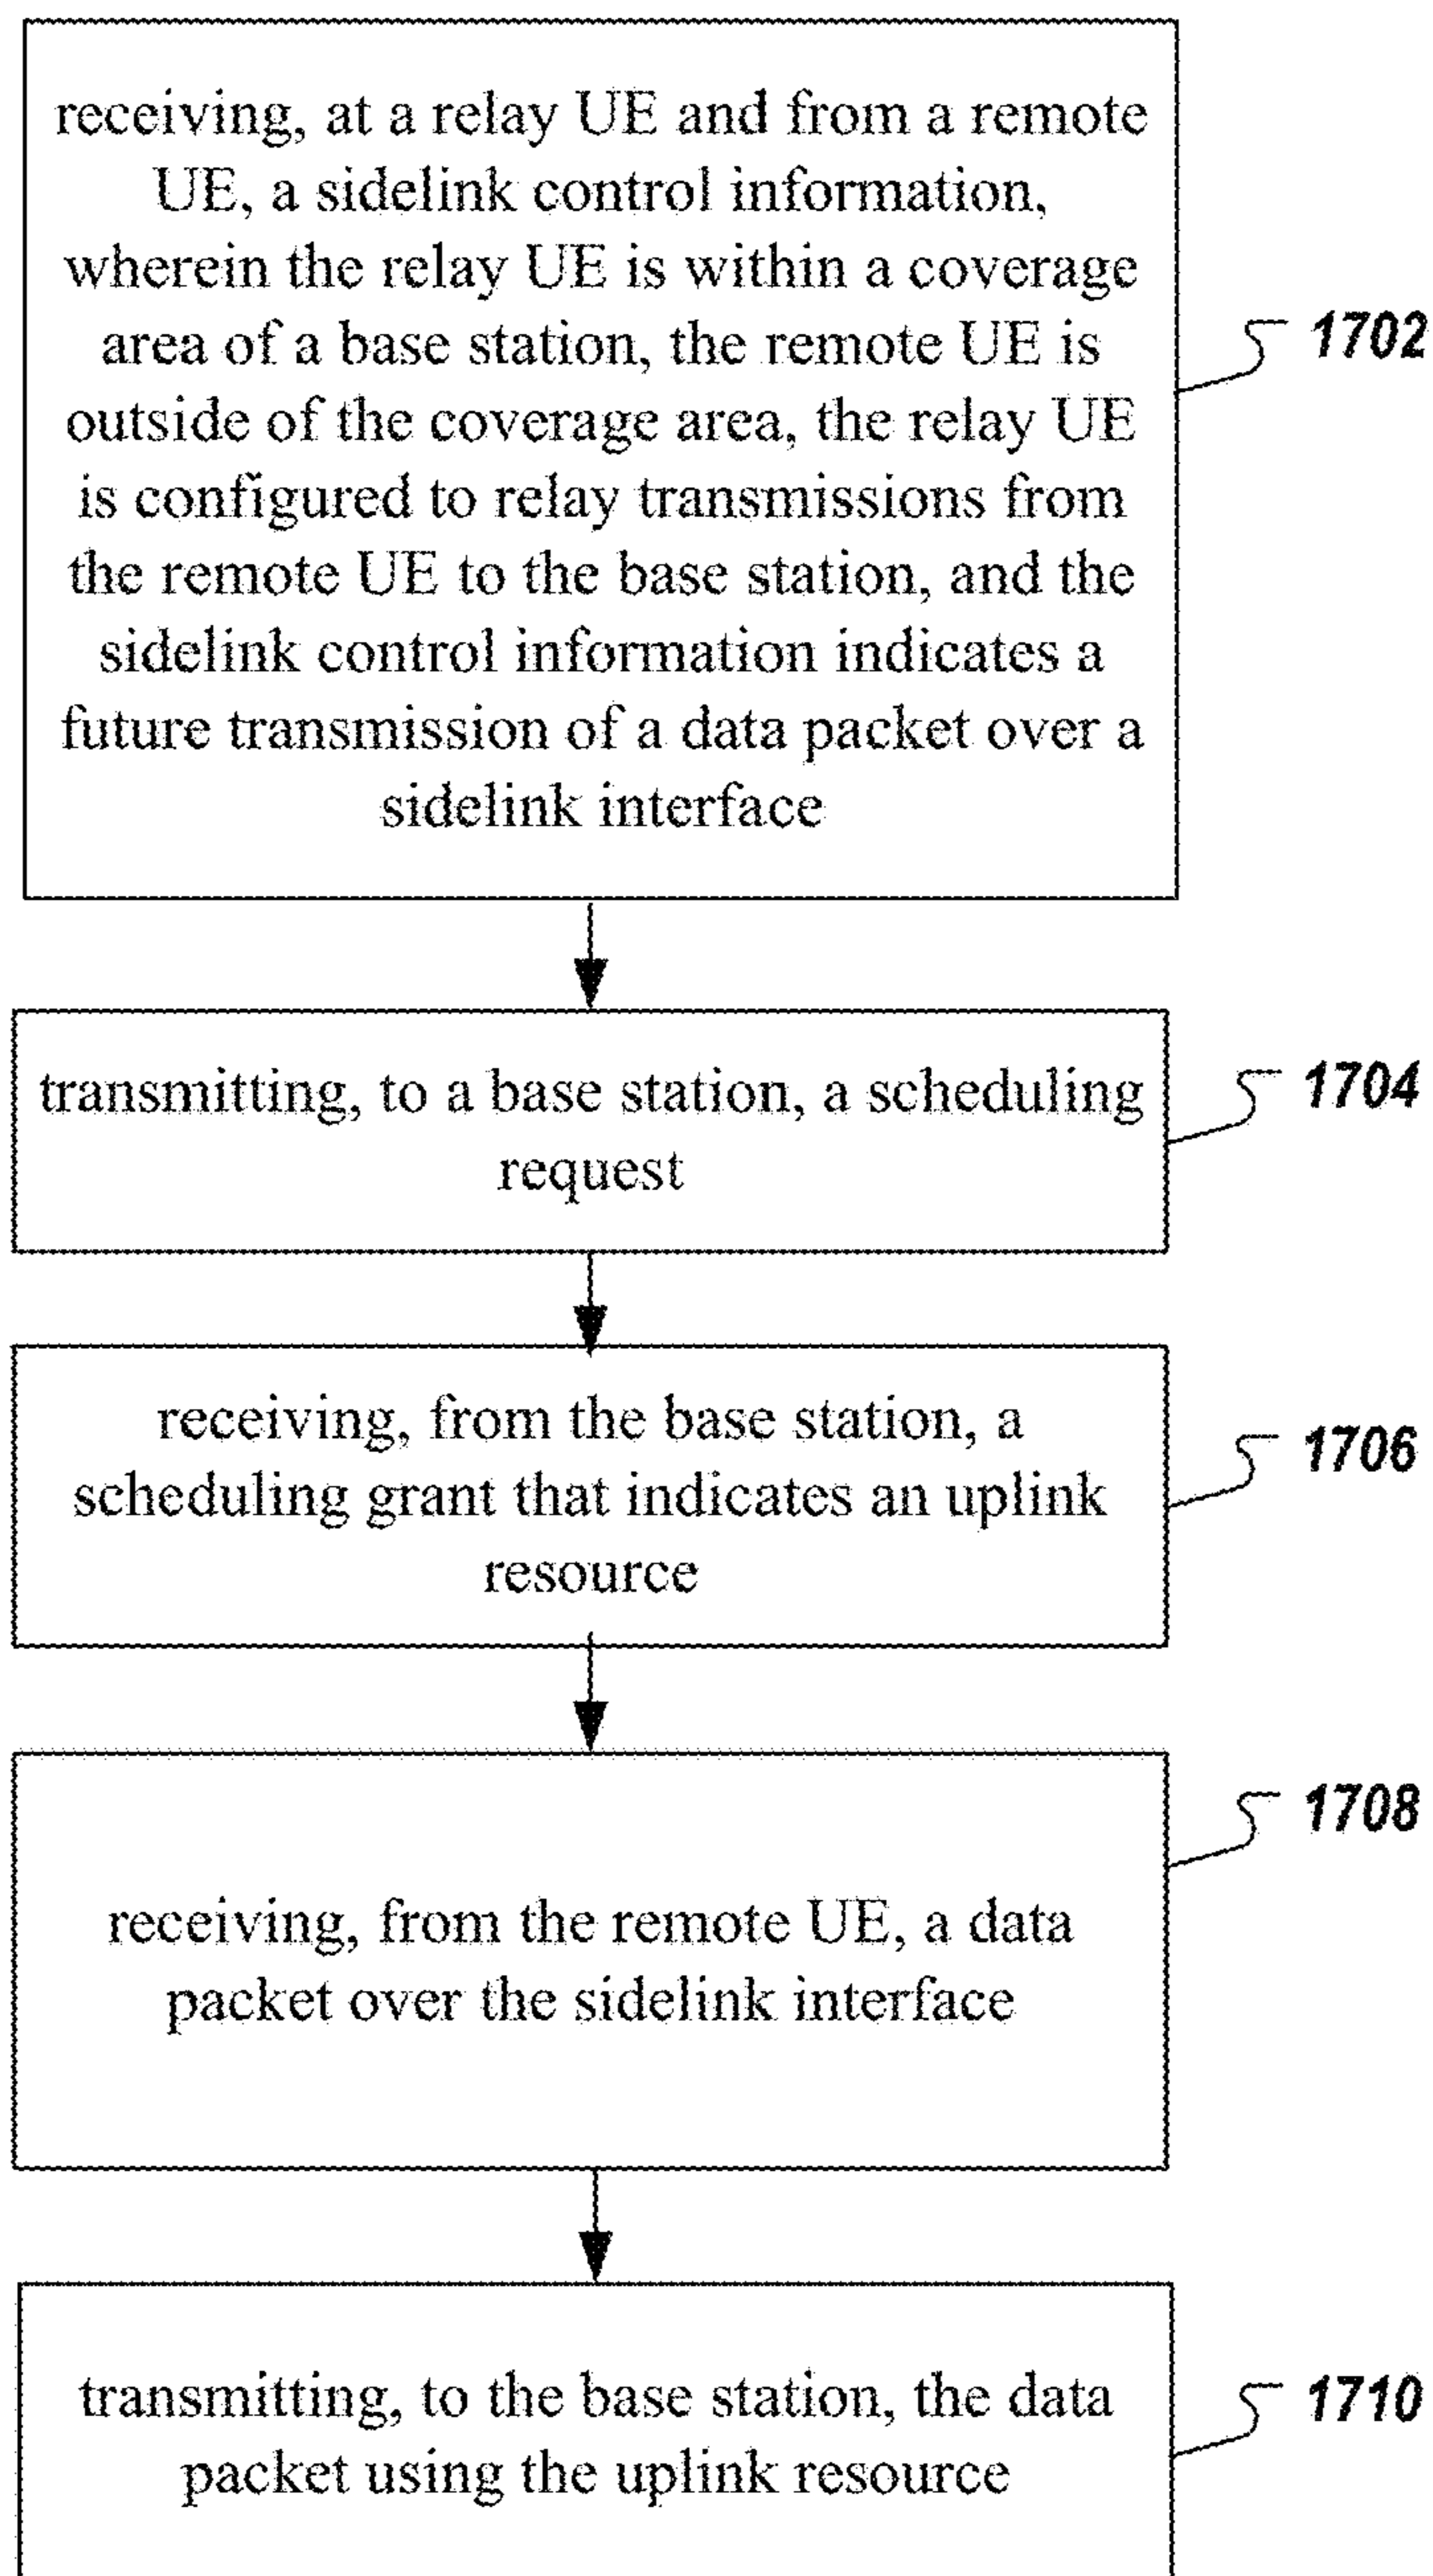 receiving, at a relay UE and from a remote
UE, a sidelink control information,
wherein the relay UE is within a coverage
area of a base station, the remote UE is
outside of the coverage area, the relay UE
is configured to relay transmissions from
the remote UE to the base station, and the
sidelink control information indicates a
future transmission of a data packet over a
sidelink interface
1702
transmitting, to a base station, a scheduling
request
1704
receiving, from the base station, a
scheduling grant that indicates an uplink
resource
1706
receiving, from the remote UE, a data
packet over the sidelink interface
1708
transmitting, to the base station, the data
packet using the uplink resource
1710